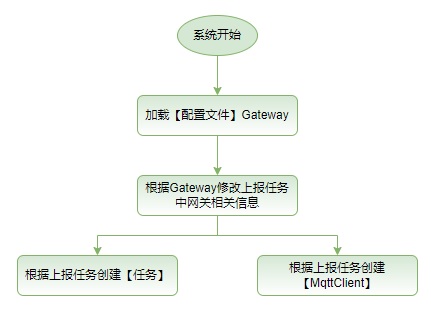 系统开始
加载【配置文件】Gateway
根据Gateway修改上报任务
中网关相关信息
根据上报任务创建【任务】
根据上报任务创建
【MqttClient】